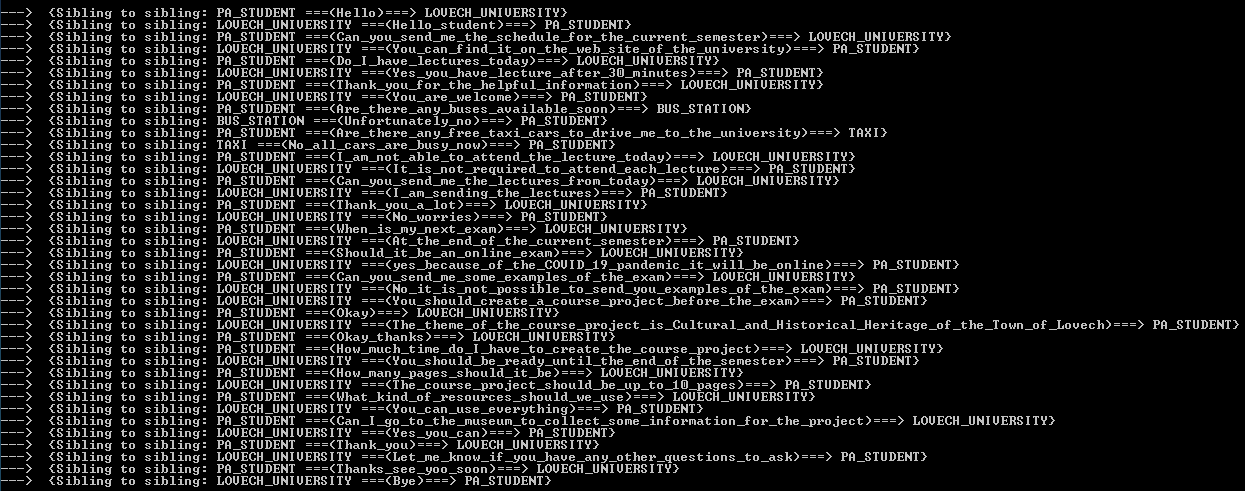 ---> {Sibling to sibling: PA_STUDENT ===(Hello)===> LOVECH_UNIVERSITY}
---> {Sibling to sibling: LOVECH_UNIVERSITY ===(Hello_student)===> PA_STUDENT}
---> {Sibling to sibling: PA_STUDENT ===(Can_you_send_me_the_schedule_for_the_current_semester)===> LOVECH_UNIVERSITY}
---> {Sibling to sibling: LOVECH_UNIVERSITY ===(You_can_find_it_on_the_web_site_of_the_university)===> PA_STUDENT}
---> {Sibling to sibling: PA_STUDENT ===(Do_I_have_lectures_today)===> LOVECH_UNIVERSITY}
---> {Sibling to sibling: LOVECH_UNIVERSITY ===(Yes_you_have_lecture_after_30_minutes)===> PA_STUDENT}
---> {Sibling to sibling: PA_STUDENT ===(Thank_you_for_the_helpful_information)===> LOVECH_UNIVERSITY}
---> {Sibling to sibling: LOVECH_UNIVERSITY ===(You_are_welcome)===> PA_STUDENT}
---> {Sibling to sibling: PA_STUDENT ===(Are_there_any_buses_available_soon)===> BUS_STATION}
---> {Sibling to sibling: BUS_STATION ===(Unfortunately_no)===> PA_STUDENT}
---> {Sibling to sibling: PA_STUDENT ===(Are_there_any_free_taxi_cars_to_drive_me_to_the_university)===> TAXI}
---> {Sibling to sibling: TAXI ===(No_all_cars_are_busy_now)===> PA_STUDENT}
---> {Sibling to sibling: PA_STUDENT ===(I_am_not_able_to_attend_the_lecture_today)===> LOVECH_UNIVERSITY}
---> {Sibling to sibling: LOVECH_UNIVERSITY ===(It_is_not_required_to_attend_each_lecture)===> PA_STUDENT}
---> {Sibling to sibling: PA_STUDENT ===(Can_you_send_me_the_lectures_from_today)===> LOVECH_UNIVERSITY}
---> {Sibling to sibling: LOVECH_UNIVERSITY ===(I_am_sending_the_lectures)===> PA_STUDENT}
---> {Sibling to sibling: PA_STUDENT ===(Thank_you_a_lot)===> LOVECH_UNIVERSITY}
---> {Sibling to sibling: LOVECH_UNIVERSITY ===(No_worries)===> PA_STUDENT}
---> {Sibling to sibling: PA_STUDENT ===(When_is_my_next_exam)===> LOVECH_UNIVERSITY}
---> {Sibling to sibling: LOVECH_UNIVERSITY ===(At_the_end_of_the_current_semester)===> PA_STUDENT}
---> {Sibling to sibling: PA_STUDENT ===(Should_it_be_an_online_exam)===> LOVECH_UNIVERSITY}
---> {Sibling to sibling: LOVECH_UNIVERSITY ===(yes_because_of_the_COVID_19_pandemic_it_will_be_online)===> PA_STUDENT}
---> {Sibling to sibling: PA_STUDENT ===(Can_you_send_me_some_examples_of_the_exam)===> LOVECH_UNIVERSITY}
---> {Sibling to sibling: LOVECH_UNIVERSITY ===(No_it_is_not_possible_to_send_you_examples_of_the_exam)===> PA_STUDENT}
---> {Sibling to sibling: LOVECH_UNIVERSITY ===(You_should_create_a_course_project_before_the_exam)===> PA_STUDENT}
---> {Sibling to sibling: PA_STUDENT ===(Okay)===> LOVECH_UNIVERSITY}
---> {Sibling to sibling: LOVECH_UNIVERSITY ===(The_theme_of_the_course_project_is_Cultural_and_Historical_Heritage_of_the_Town_of_Lovech)===> PA_STUDENT}
---> {Sibling to sibling: PA_STUDENT ===(Okay_thanks)===> LOVECH_UNIVERSITY}
---> {Sibling to sibling: PA_STUDENT ===(How_much_time_do_I_have_to_create_the_course_project)===> LOVECH_UNIVERSITY}
---> {Sibling to sibling: LOVECH_UNIVERSITY ===(You_should_be_ready_until_the_end_of_the_semester)===> PA_STUDENT}
---> {Sibling to sibling: PA_STUDENT ===(How_many_pages_should_it_be)===> LOVECH_UNIVERSITY}
---> {Sibling to sibling: LOVECH_UNIVERSITY ===(The_course_project_should_be_up_to_10_pages)===> PA_STUDENT}
---> {Sibling to sibling: PA_STUDENT ===(What_kind_of_resources_should_we_use)===> LOVECH_UNIVERSITY}
---> {Sibling to sibling: LOVECH_UNIVERSITY ===(You_can_use_everything)===> PA_STUDENT}
---> {Sibling to sibling: PA_STUDENT ===(Can_I_go_to_the_museum_to_collect_some_information_for_the_project)===> LOVECH_UNIVERSITY}
---> {Sibling to sibling: LOVECH_UNIVERSITY ===(Yes_you_can)===> PA_STUDENT}
---> {Sibling to sibling: PA_STUDENT ===(Thank_you)===> LOVECH_UNIVERSITY}
---> {Sibling to sibling: LOVECH_UNIVERSITY ===(Let_me_know_if_you_have_any_other_questions_to_ask)===> PA_STUDENT}
---> {Sibling to sibling: PA_STUDENT ===(Thanks_see_yoo_soon)===> LOVECH_UNIVERSITY}
---> {Sibling to sibling: LOVECH_UNIVERSITY ===(Bye)===> PA_STUDENT}